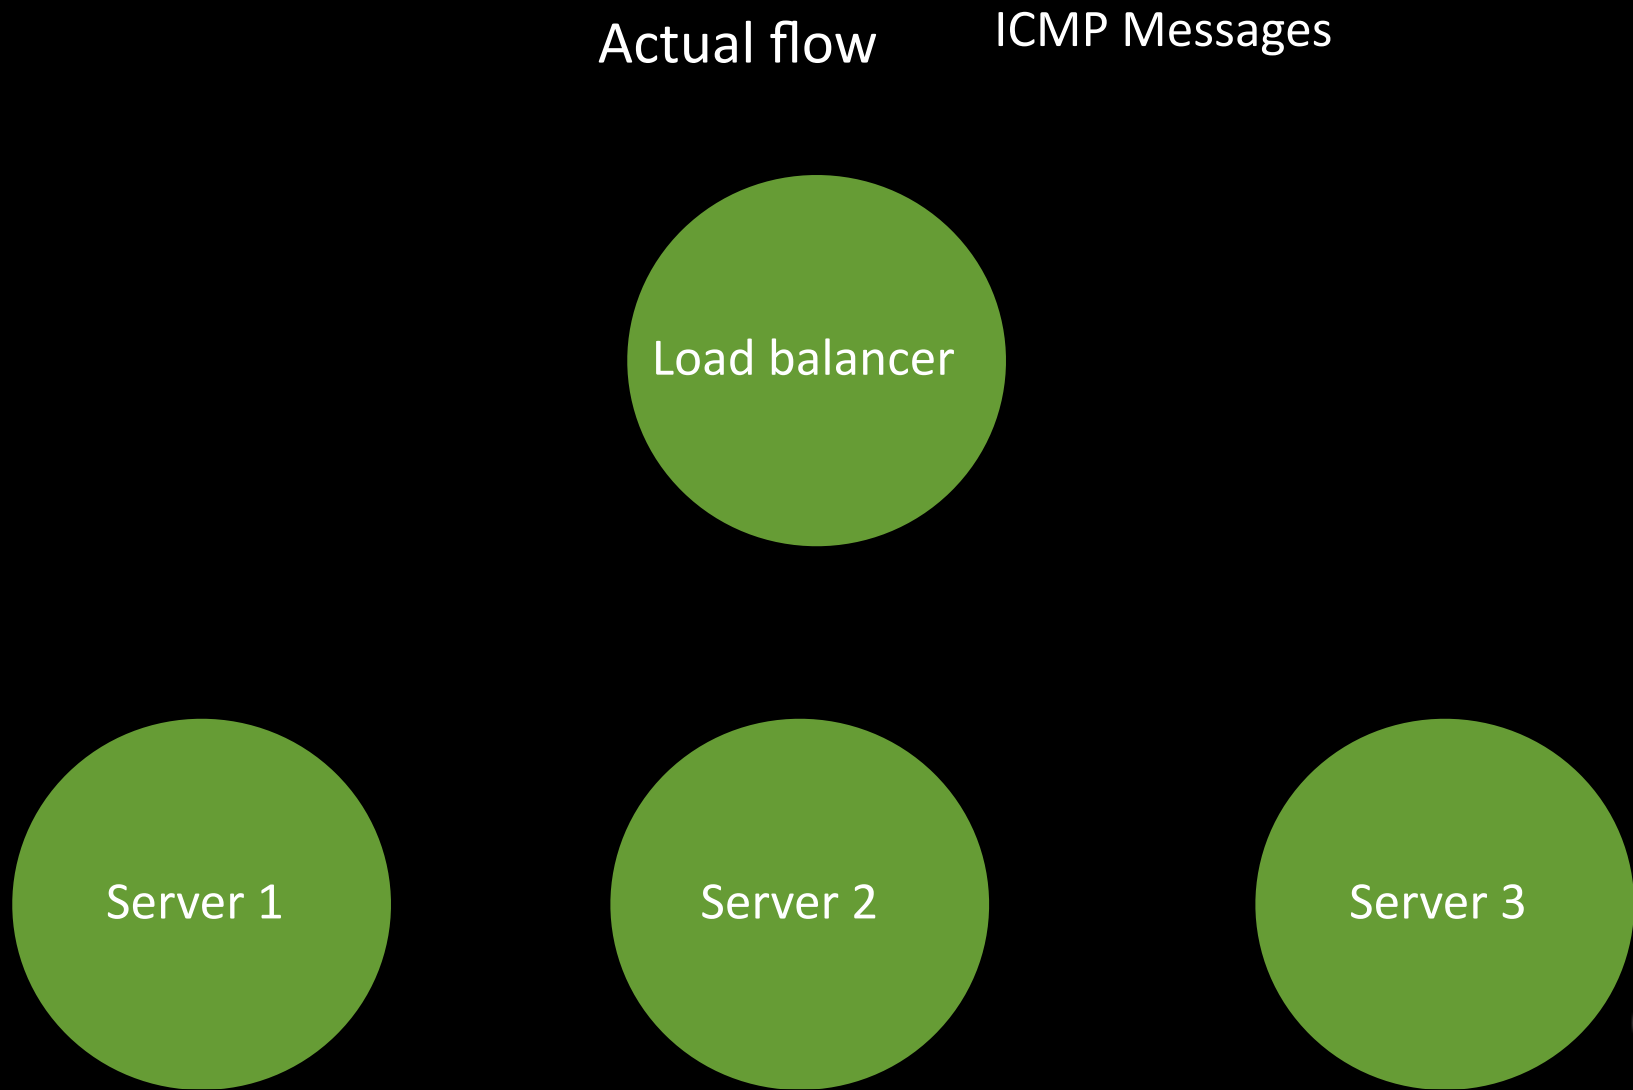 Actual flow
ICMP Messages
Load balancer
Server 1
Server 2
Server 3